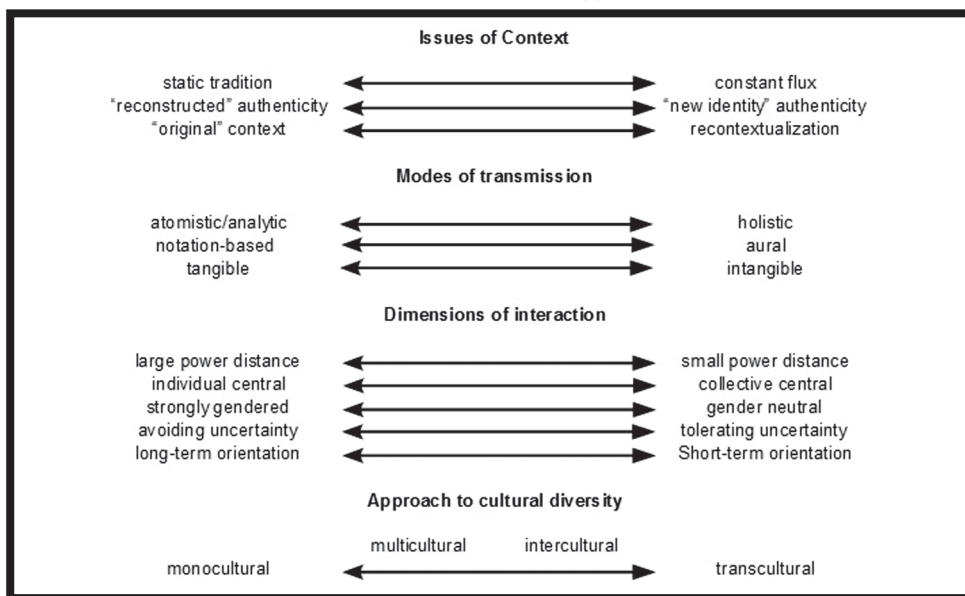 Issues of Context
static tradition constant flux
“reconstructed” authenticity “new identity” authenticity
“original” context recontextualization
Modes of transmission
atomistic/analytic holistic
notation-based aural
tangible intangible
Dimensions of interaction
large power distance small power distance
individual central collective central
strongly gendered gender neutral
avoiding uncertainty tolerating uncertainty
long-term orientation Short-term orientation
Approach to cultural diversity
multicultural intercultural
monocultural transcultural